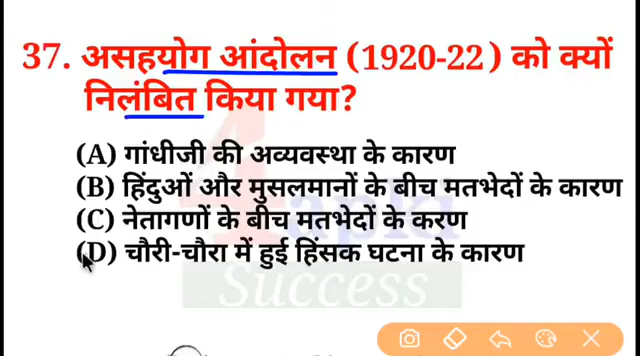 37. असहयोग आंदोलन (1920-22) को क्यों
निलंबित किया गया?
(A) गांधीजी की अव्यवस्था के कारण
(B) हिंदुओं और मुसलमानों के बीच मतभेदों के कारण
(C) नेतागणों के बीच मतभेदों के करण
(D) चौरी-चौरा में हुई हिंसक घटना के कारण
Success